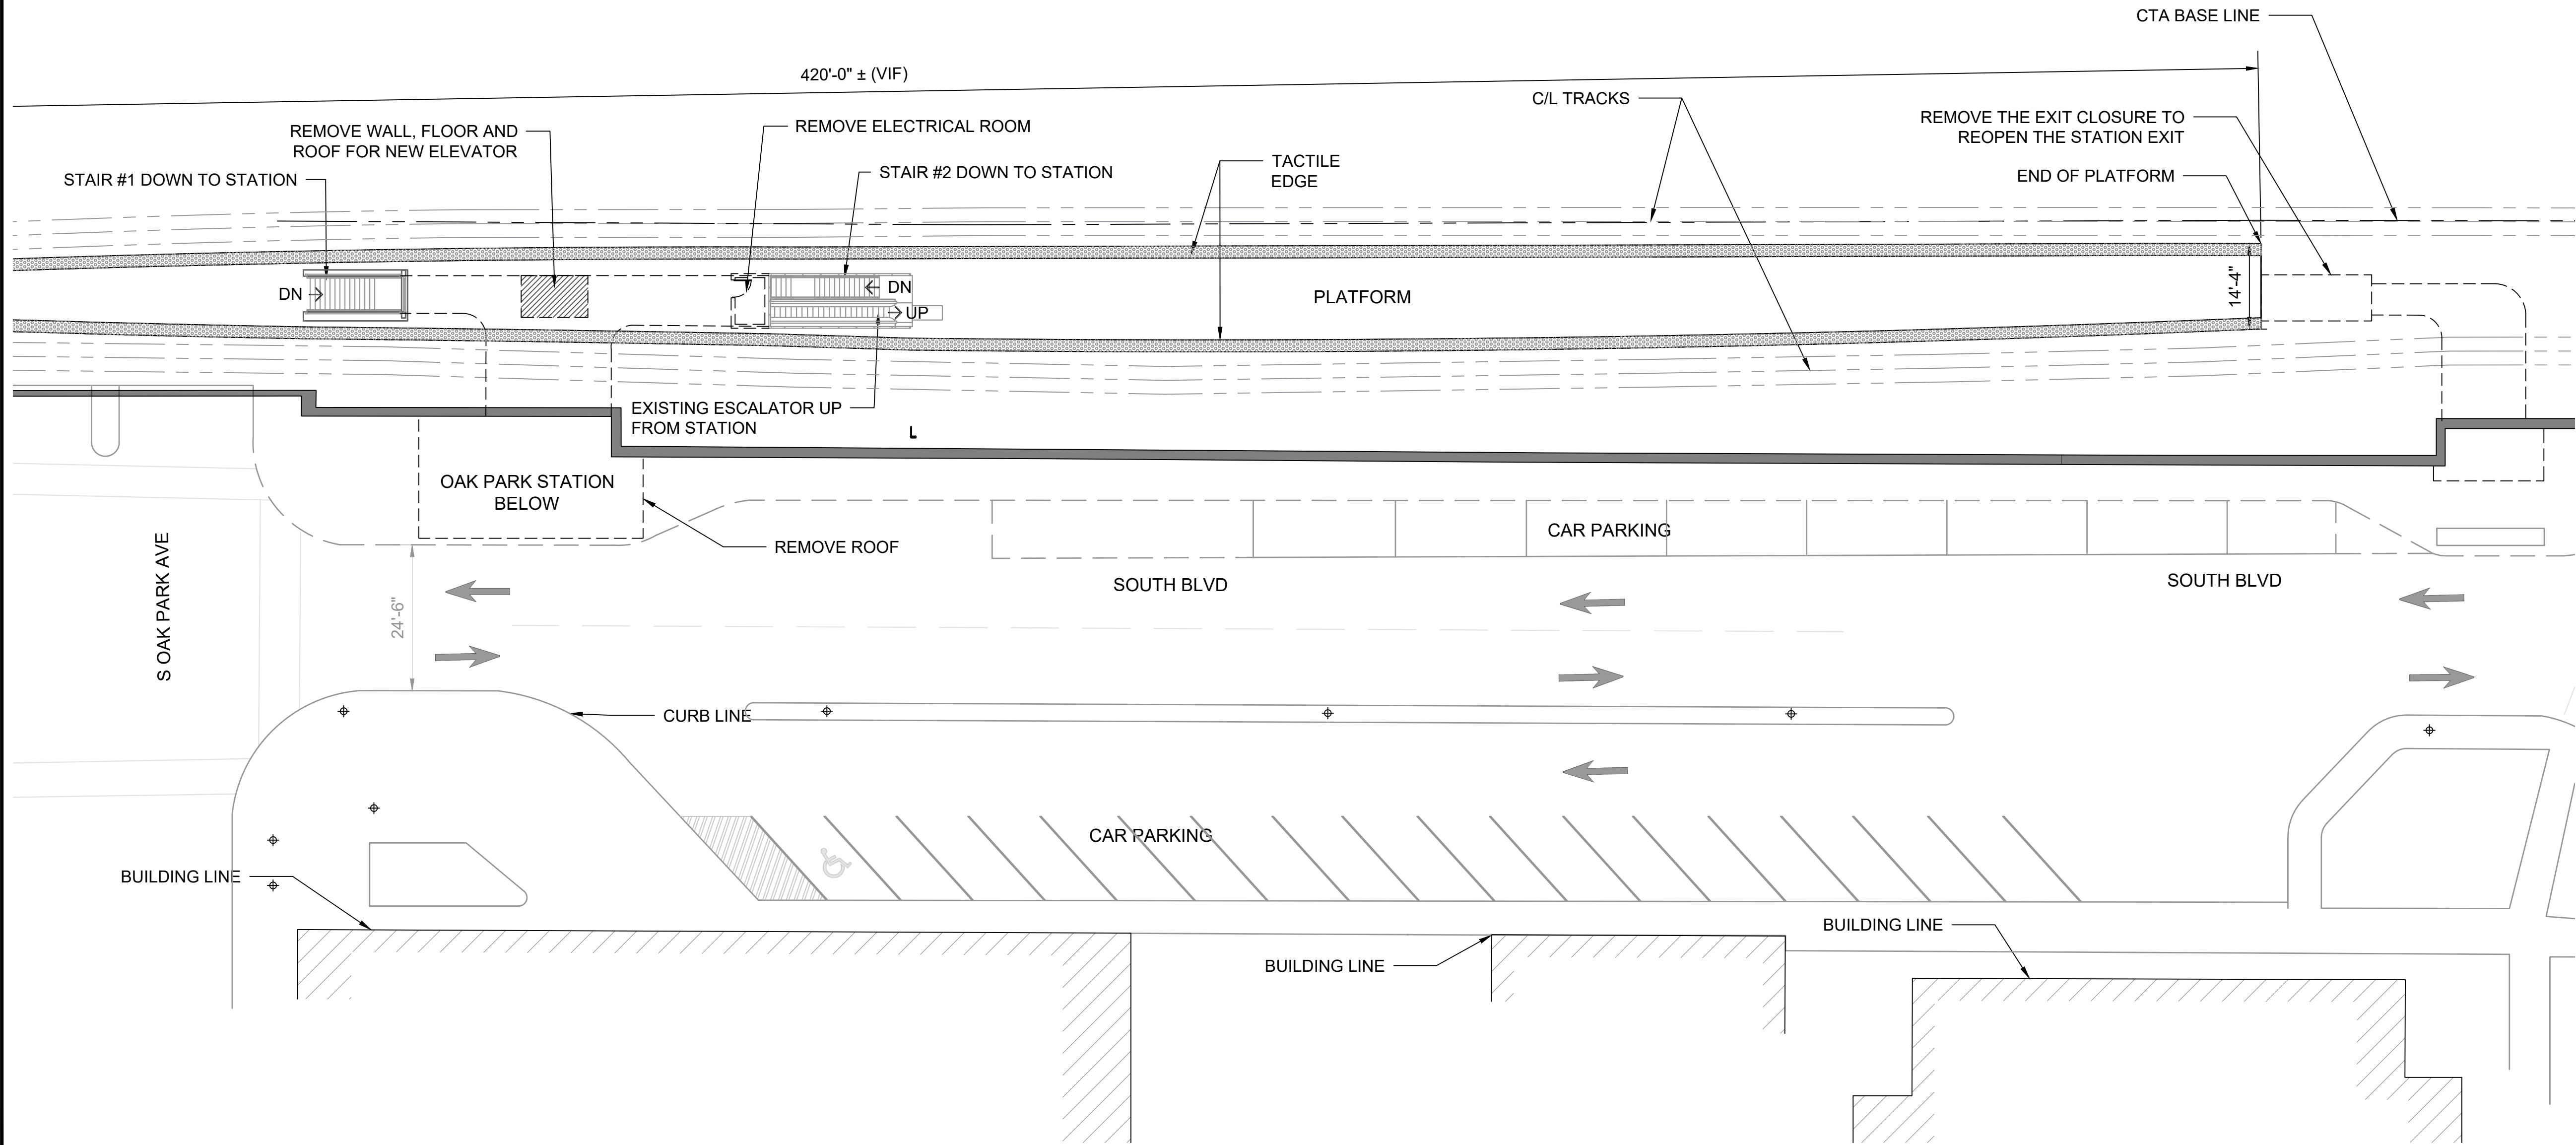 CTA BASE LINE
420'-0" ± (VIF)
C/L TRACKS
REMOVE THE EXIT CLOSURE TO
REOPEN THE STATION EXIT
REMOVE WALL, FLOOR AND
ROOF FOR NEW ELEVATOR
REMOVE ELECTRICAL ROOM
TACTILE
EDGE
STAIR #1 DOWN TO STATION
STAIR #2 DOWN TO STATION
END OF PLATFORM
DN
DN
UP
PLATFORM
14'-4"
EXISTING ESCALATOR UP
FROM STATION
L
OAK PARK STATION
BELOW
REMOVE ROOF
CAR PARKING
S OAK PARK AVE
24'-6"
SOUTH BLVD
SOUTH BLVD
CURB LINE
CAR PARKING
BUILDING LINE
BUILDING LINE
BUILDING LINE